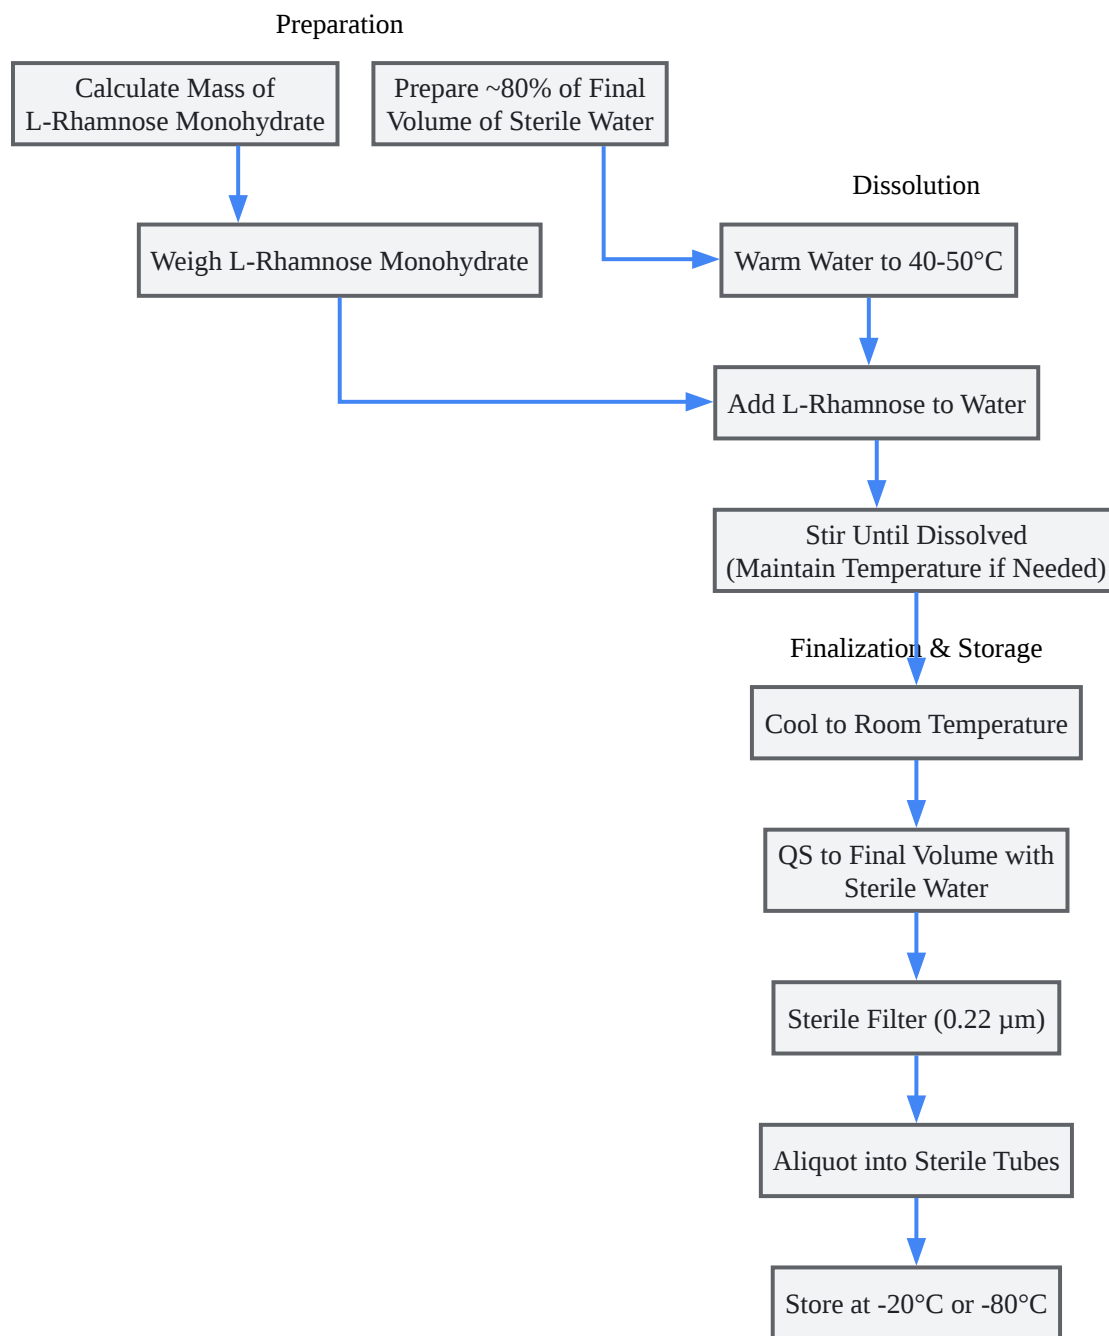 Preparation
Calculate Mass of
L-Rhamnose Monohydrate
Prepare ~80% of Final
Volume of Sterile Water
Weigh L-Rhamnose Monohydrate
Dissolution
Warm Water to 40-50°C
Add L-Rhamnose to Water
Stir Until Dissolved
(Maintain Temperature if Needed)
Finalization & Storage
Cool to Room Temperature
QS to Final Volume with
Sterile Water
Sterile Filter (0.22 µm)
Aliquot into Sterile Tubes
Store at -20°C or -80°C